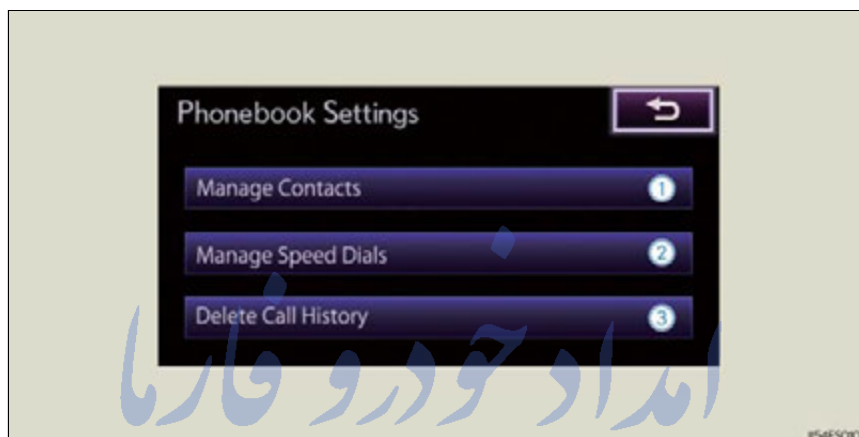 Phonebook Settings
Manage Contacts 1
Manage Speed Dials 2
Delete Call History 3
امداد خودرو فارما